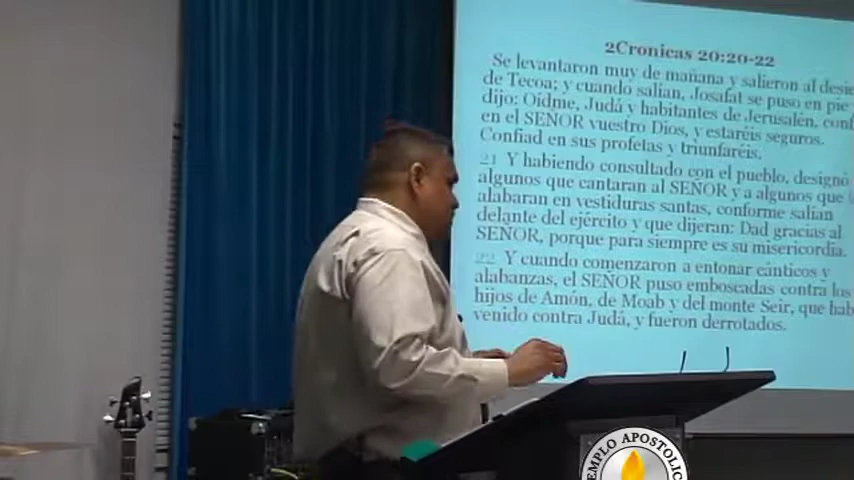 2Cronicas 20:20-22
Se levantaron muy de mañana y salieron al
de Tecoa; y cuando salían, Josafat se puso en pie y
dijo: Oídme, Judá y habitantes de Jerusalén,
en el SEÑOR vuestro Dios, y estaréis seguros.
Confiad en sus profetas y triunfaréis.
21 Y habiendo consultado con el pueblo, designó
algunos que cantaran al SEÑOR y a algunos que
alabaran en vestiduras santas, conforme salían
delante del ejército y que dijeran: Dad gracias al
SEÑOR, porque para siempre es su misericordia.
22 Y cuando comenzaron a entonar cánticos y
alabanzas, el SEÑOR puso emboscadas contra los
hijos de Amón, de Moab y del monte Seir, que
venido contra Judá, y fueron derrotados.
EMPLO APOSTOLIC